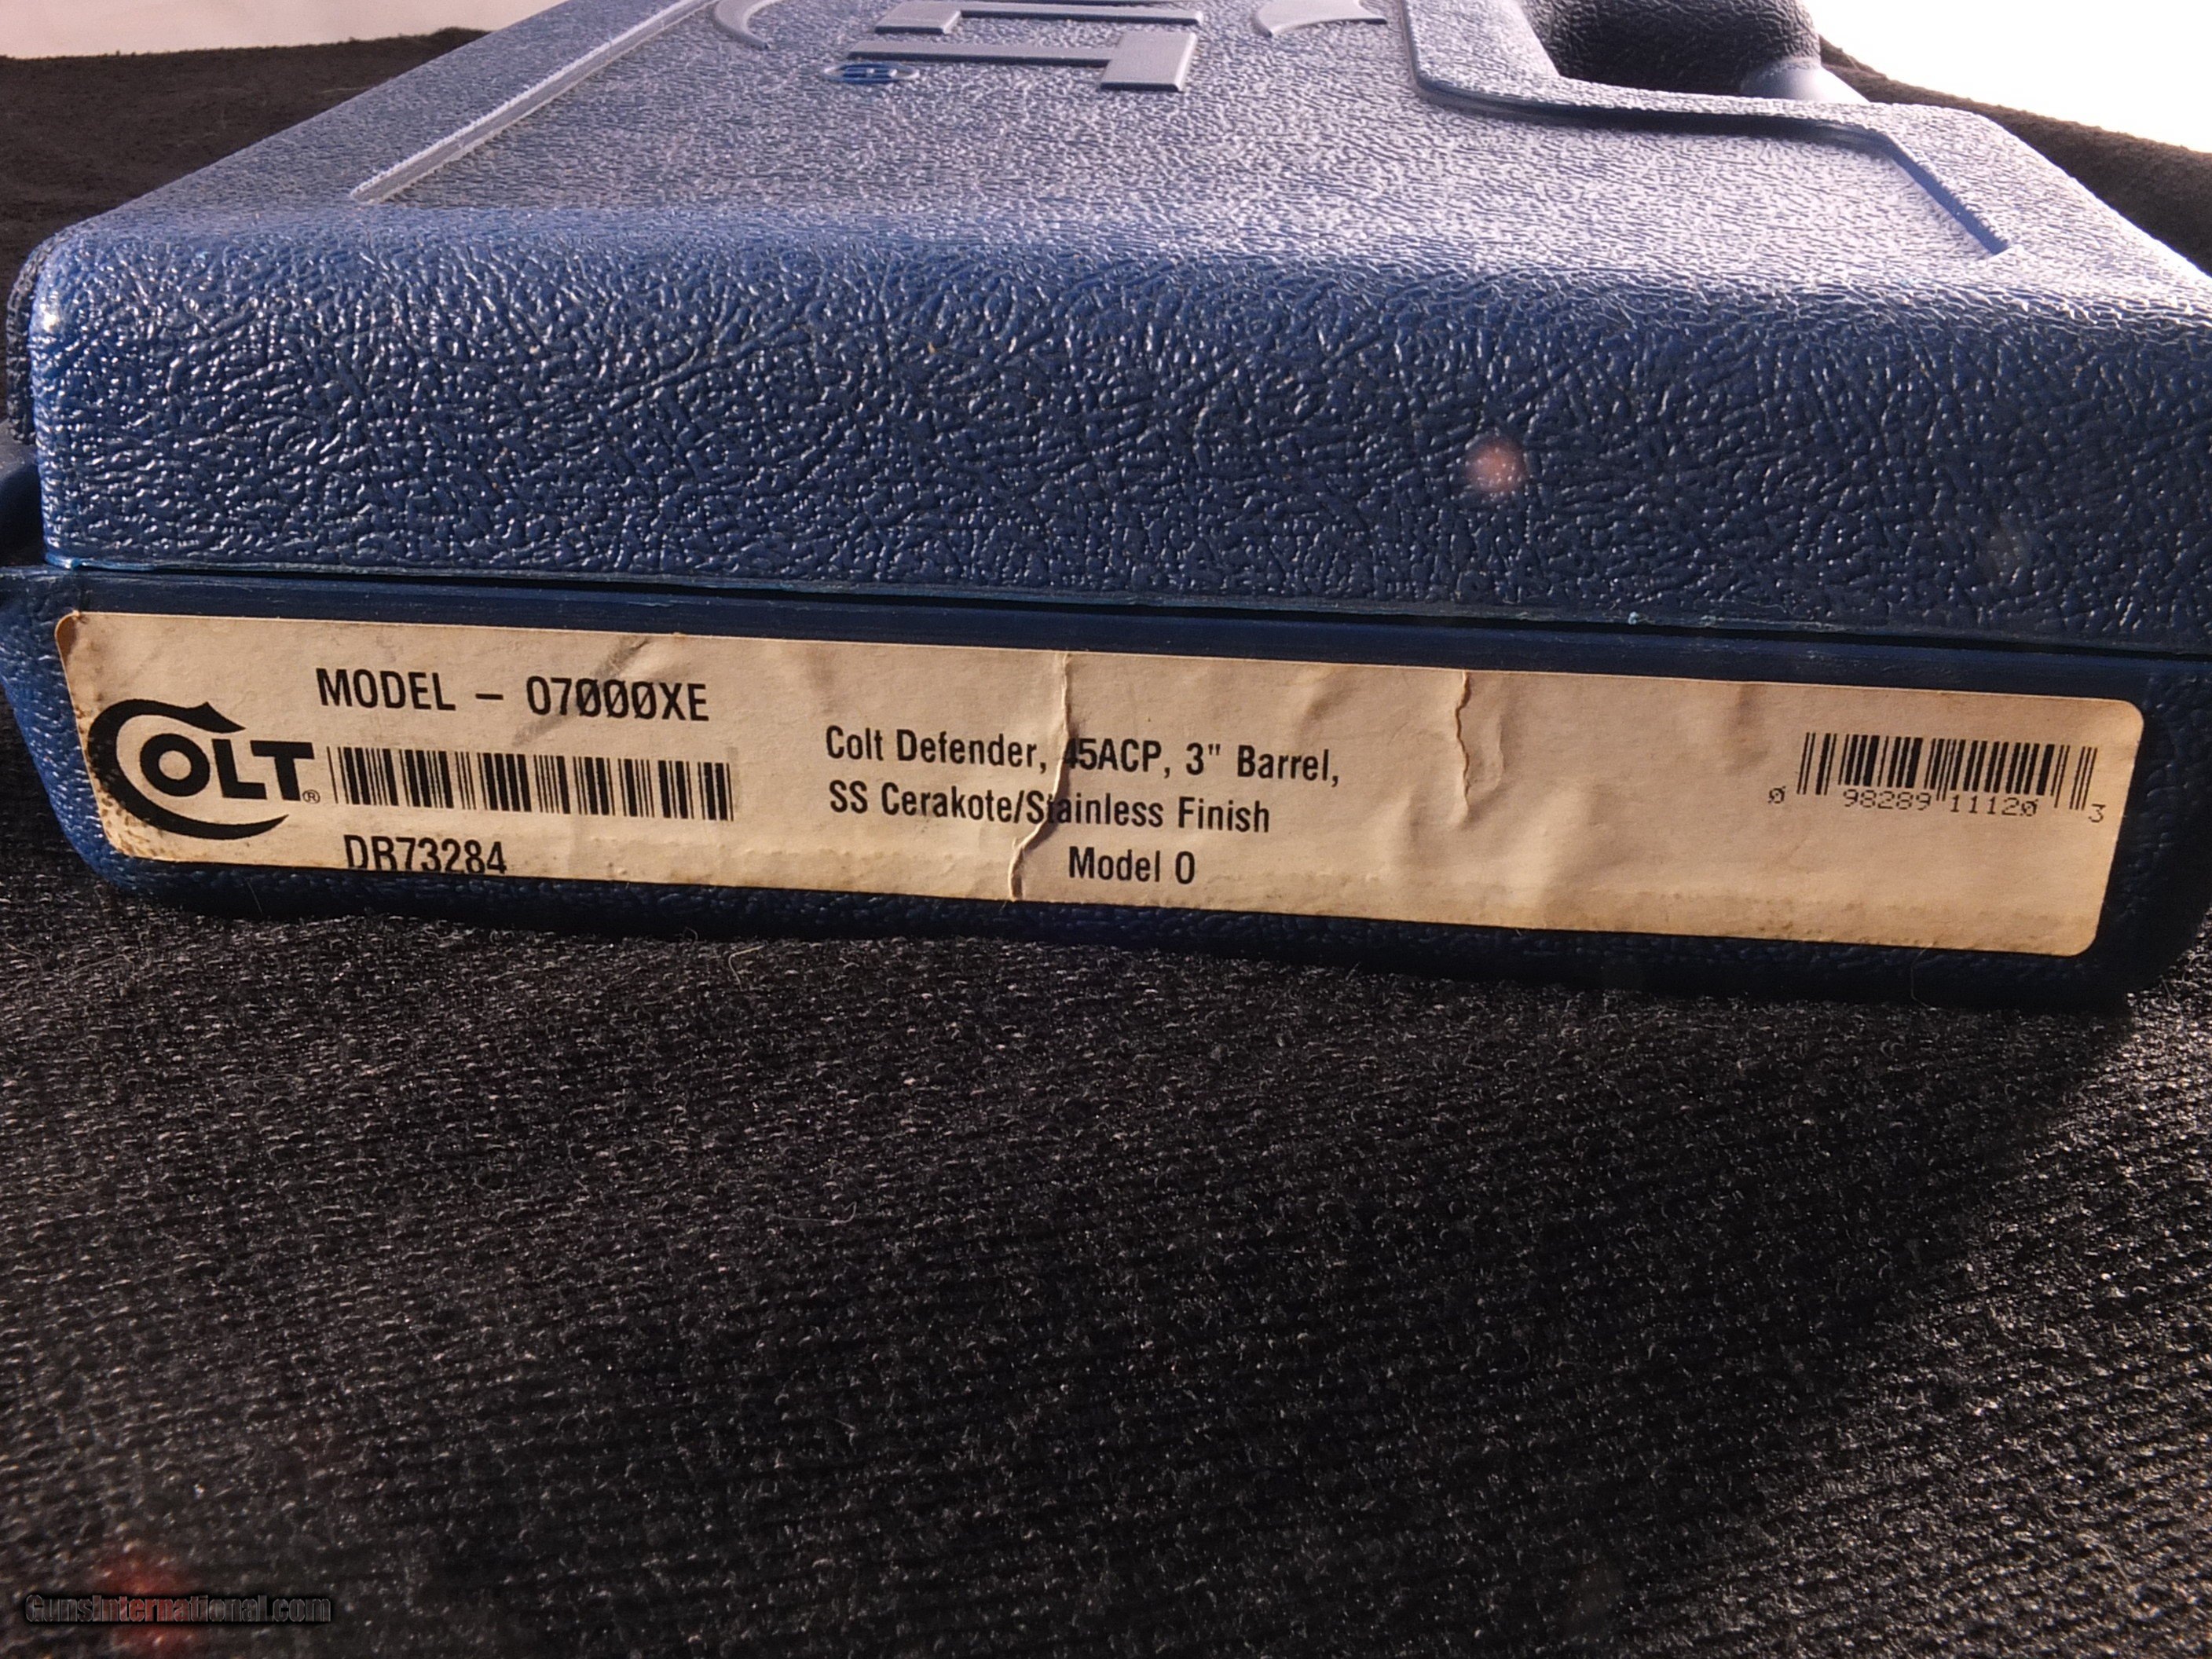 MODEL - 07000XE
COLT®
DR73284
Colt Defender, 45ACP, 3" Barrel,
SS Cerakote/Stainless Finish
Model O
0 98289 11120 3
GunsInternational.com